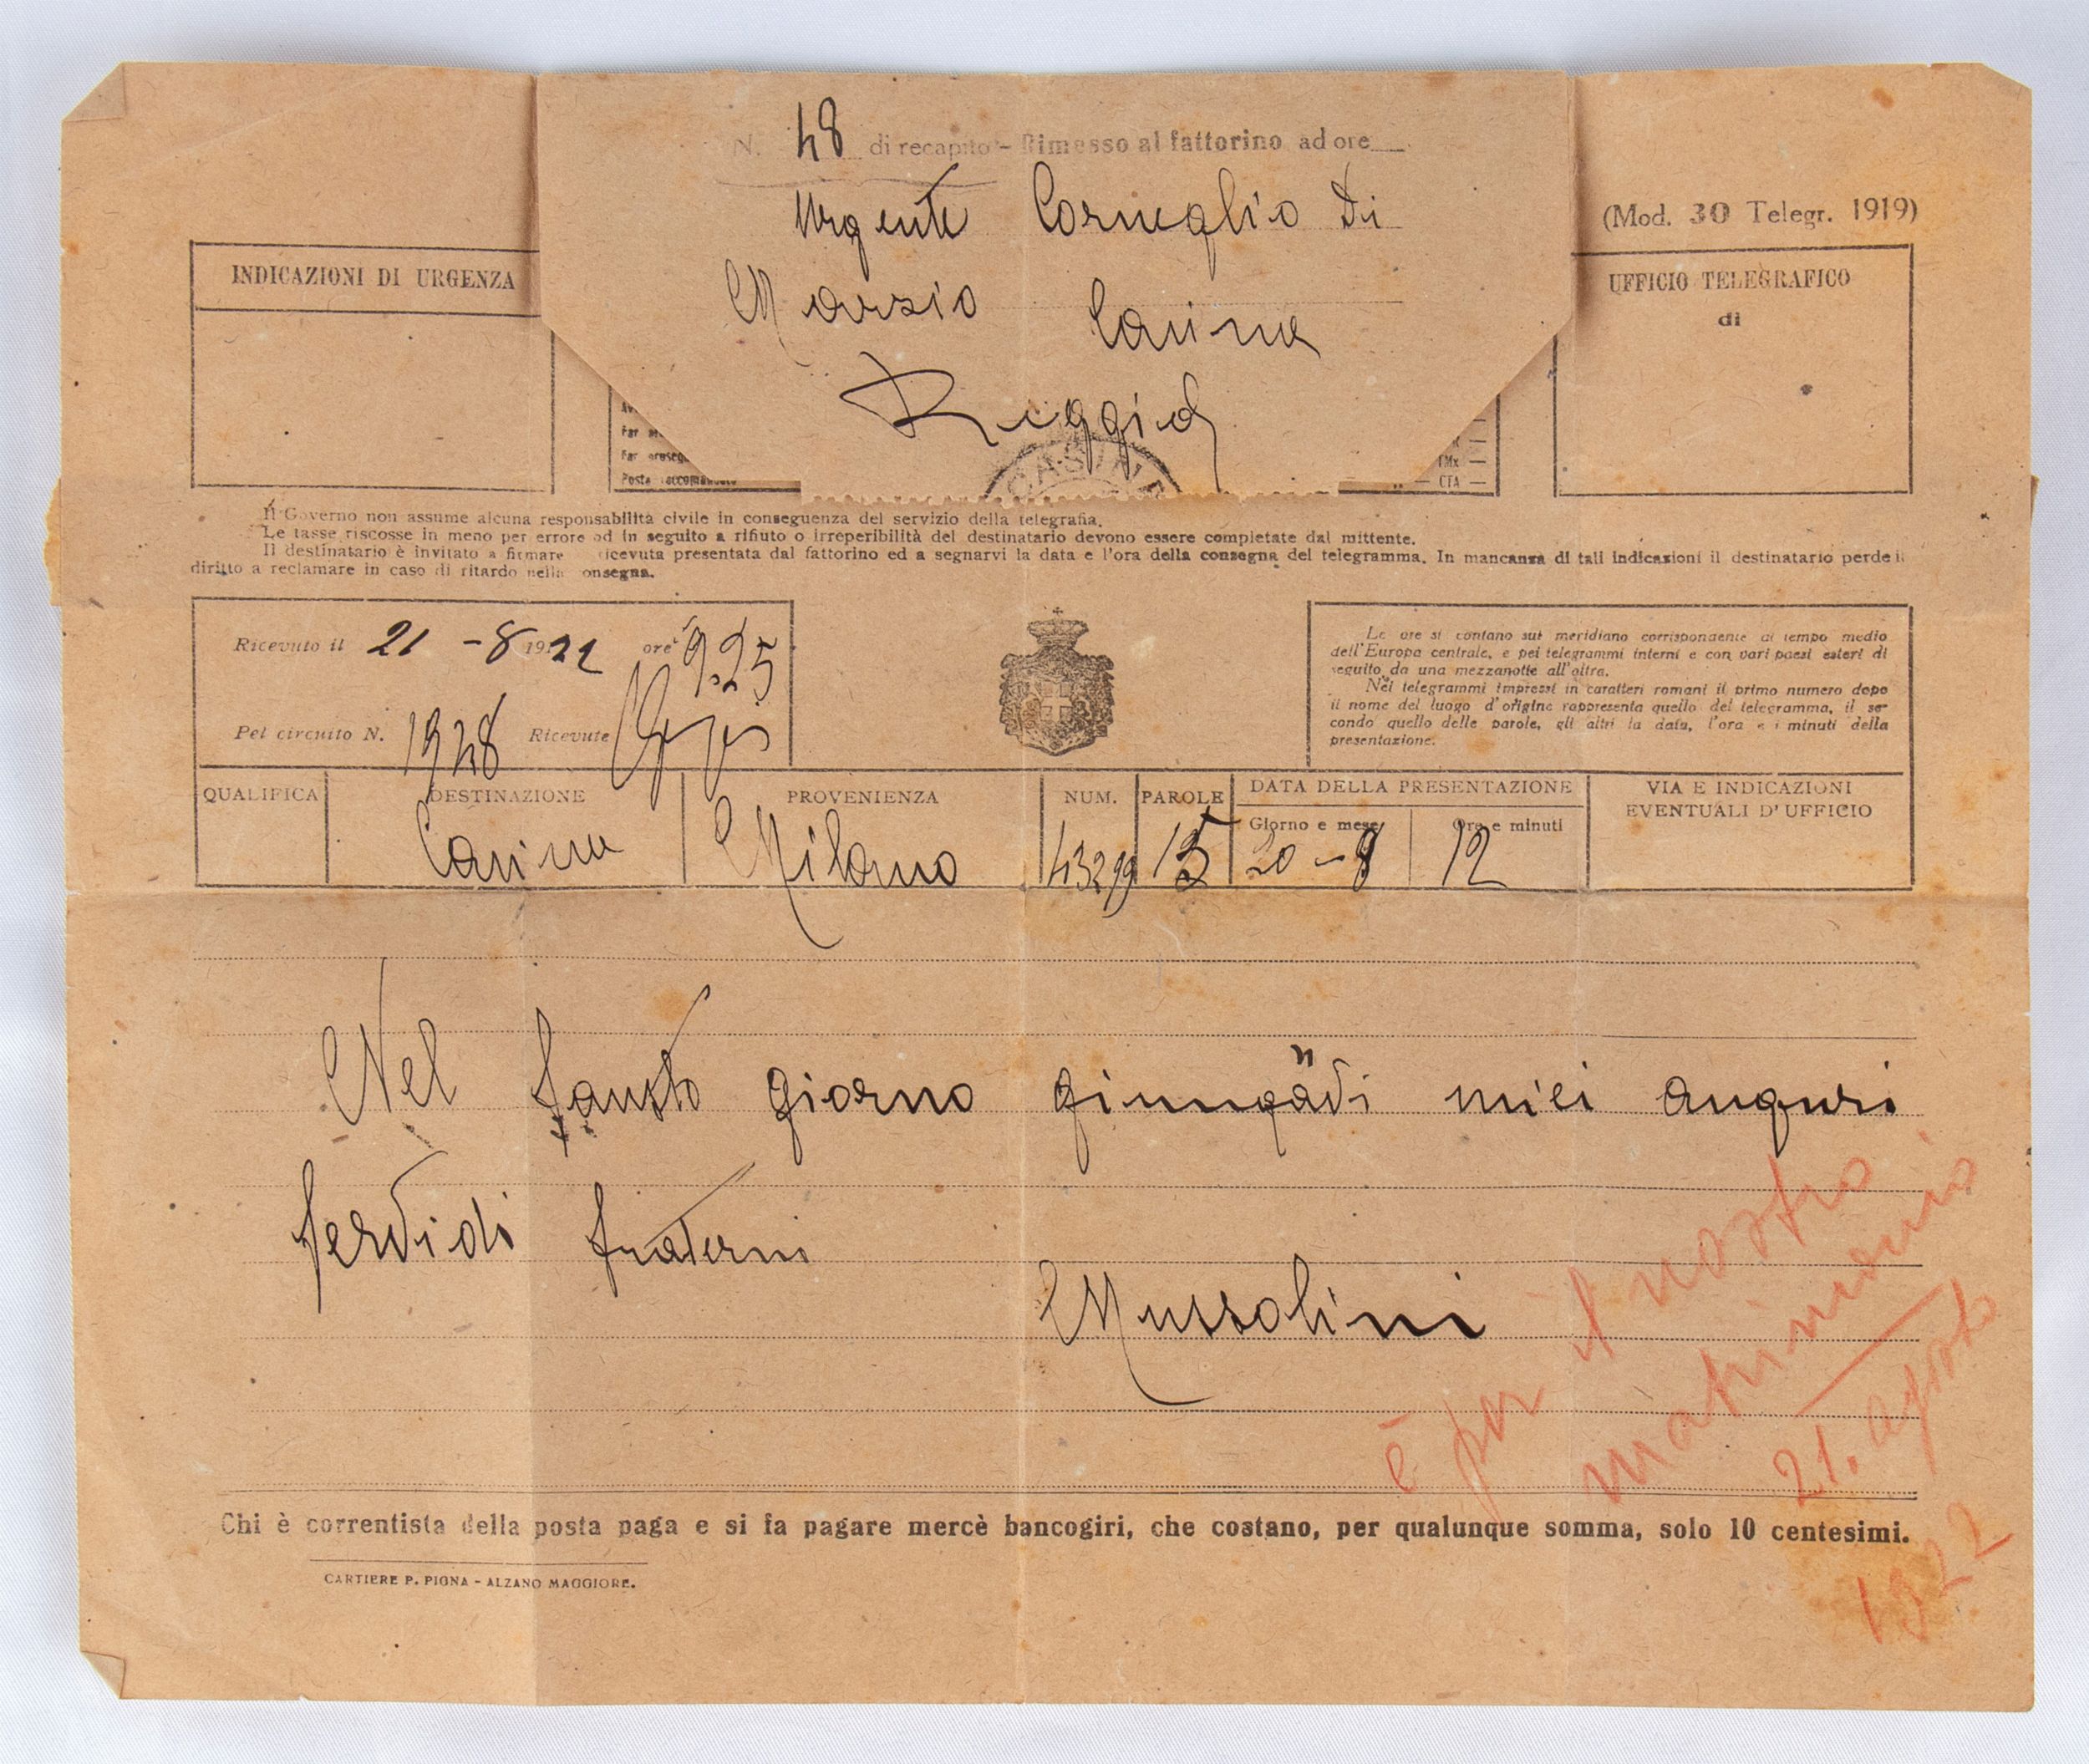 N. 48 di recapito - Rimesso al fattorino ad ore
Urgente Corneglio Di
Marzio Carina
Reggio
(Mod. 30 Telegr. 1919)
INDICAZIONI DI URGENZA
UFFICIO TELEGRAFICO
di
Il Governo non assume alcuna responsabilità civile in conseguenza del servizio della telegrafia.
Le tasse riscosse in meno per errore od in seguito a rifiuto o irreperibilità del destinatario devono essere completate dal mittente.
Il destinatario è invitato a firmare ricevuta presentata dal fattorino ed a segnarvi la data e l'ora della consegna del telegramma. In mancanza di tali indicazioni il destinatario perde il
diritto a reclamare in caso di ritardo nella consegna.
Ricevuto il 21 - 8 1922 ore 9.25
Pel circuito N. 1948 Ricevute
Le ore si contano sul meridiano corrispondente al tempo medio
dell'Europa centrale, e pei telegrammi interni e con vari paesi esteri di
seguito da una mezzanotte all'altra.
Nei telegrammi impressi in caratteri romani il primo numero dopo
il nome del luogo d'origine rappresenta quello del telegramma, il se-
condo quello delle parole, gli altri la data, l'ora e i minuti della
presentazione.
QUALIFICA DESTINAZIONE PROVENIENZA NUM. PAROLE DATA DELLA PRESENTAZIONE VIA E INDICAZIONI
EVENTUALI D'UFFICIO
Giorno e mese Ore e minuti
Carina Milano 43299 15 20 - 8 12
Nel fausto giorno giungandi miei auguri
fervidi fraterni
Mussolini
è per il nostro
matrimonio
21. agosto
1922
Chi è correntista della posta paga e si fa pagare mercè bancogiri, che costano, per qualunque somma, solo 10 centesimi.
CARTIERE P. PIGNA - ALZANO MAGGIORE.